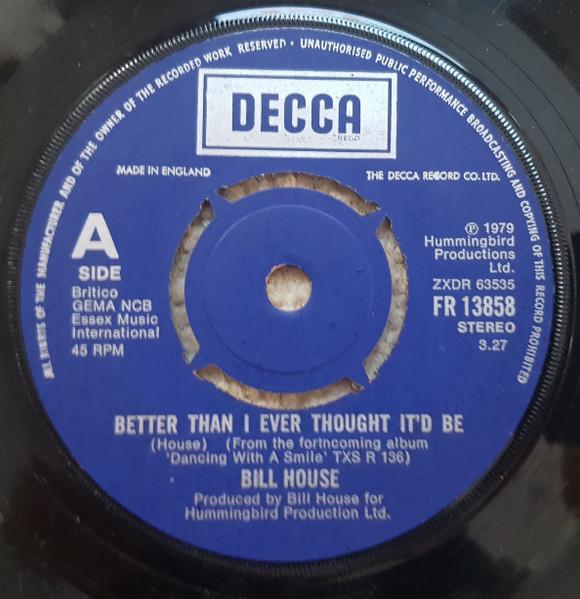 ALL RIGHTS OF THE MANUFACTURER AND OF THE OWNER OF THE RECORDED WORK RESERVED · UNAUTHORISED PUBLIC PERFORMANCE BROADCASTING AND COPYING OF THIS RECORD PROHIBITED
DECCA
REGD
MADE IN ENGLAND
THE DECCA RECORD CO. LTD.
A
SIDE
Britico
GEMA NCB
Essex Music
International
45 RPM
℗ 1979
Hummingbird
Productions
Ltd.
ZXDR 63535
FR 13858
STEREO
3.27
BETTER THAN I EVER THOUGHT IT'D BE
(House) (From the fortncoming album
'Dancing With A Smile' TXS R 136)
BILL HOUSE
Produced by Bill House for
Hummingbird Production Ltd.